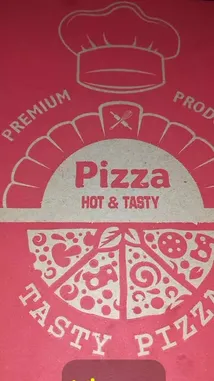 PREMIUM PROD
Pizza
HOT & TASTY
TASTY PIZZ